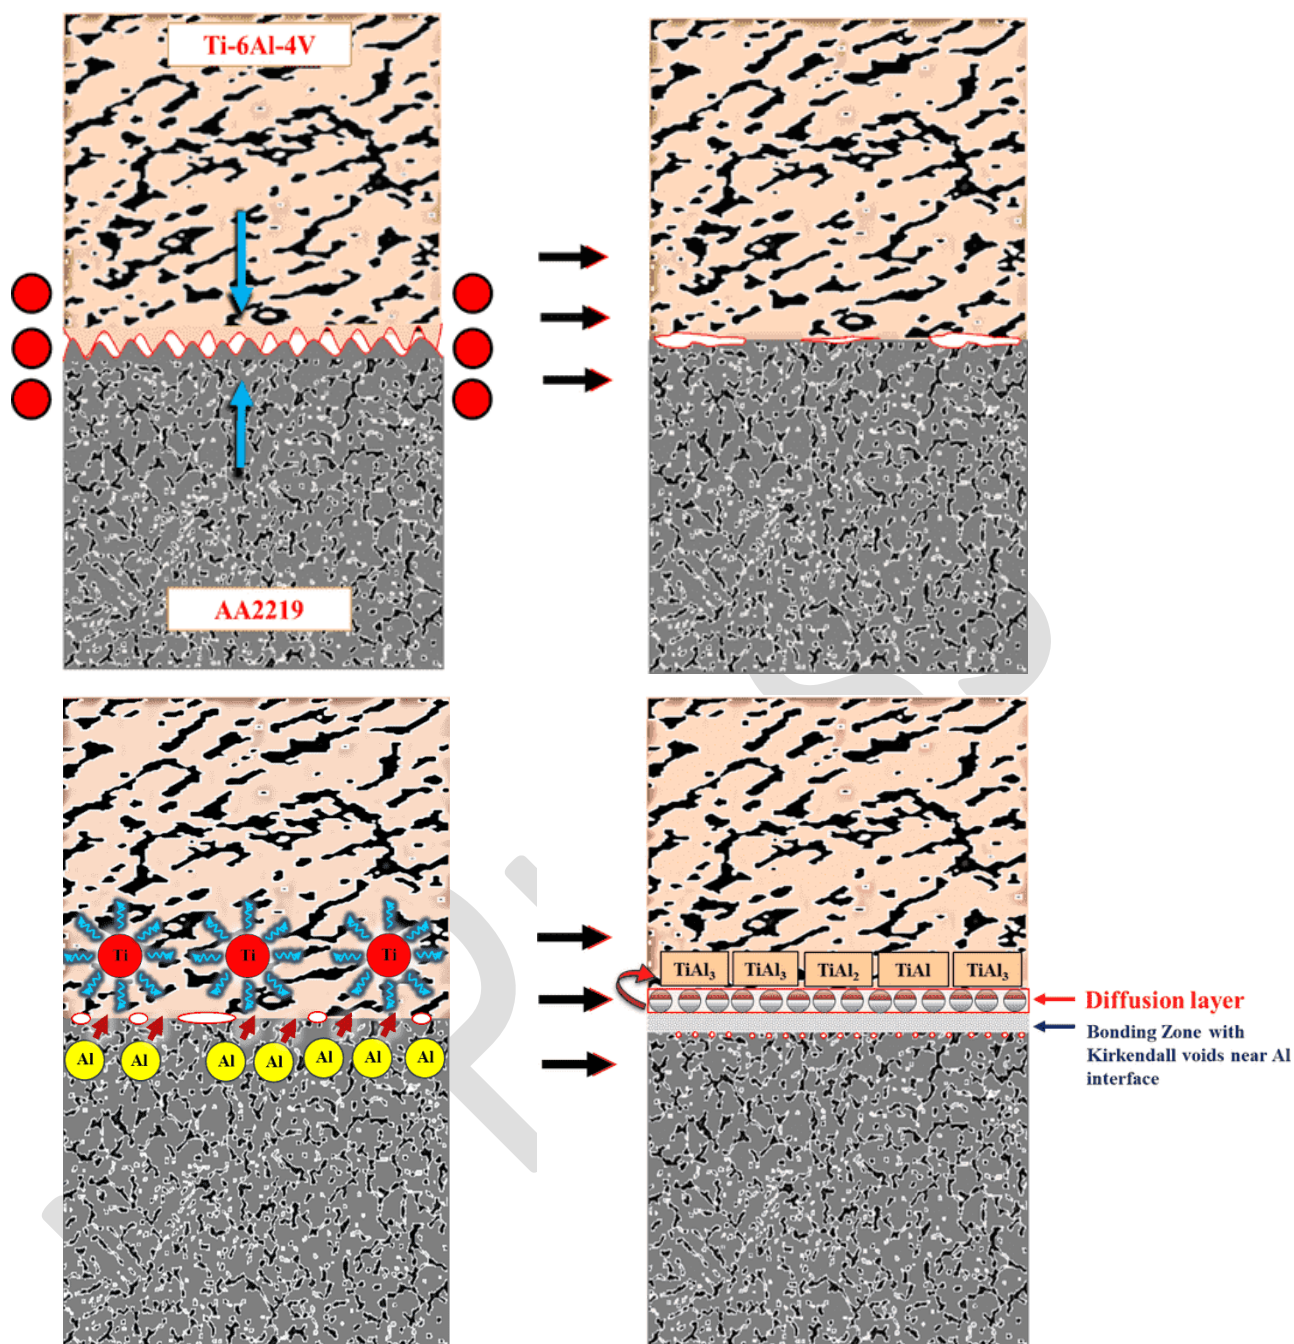 Ti-6Al-4V
AA2219
Ti Ti Ti
Al Al Al Al Al Al Al
TiAl₃ TiAl₃ TiAl₂ TiAl TiAl₃
Diffusion layer
Bonding Zone with
Kirkendall voids near Al
interface